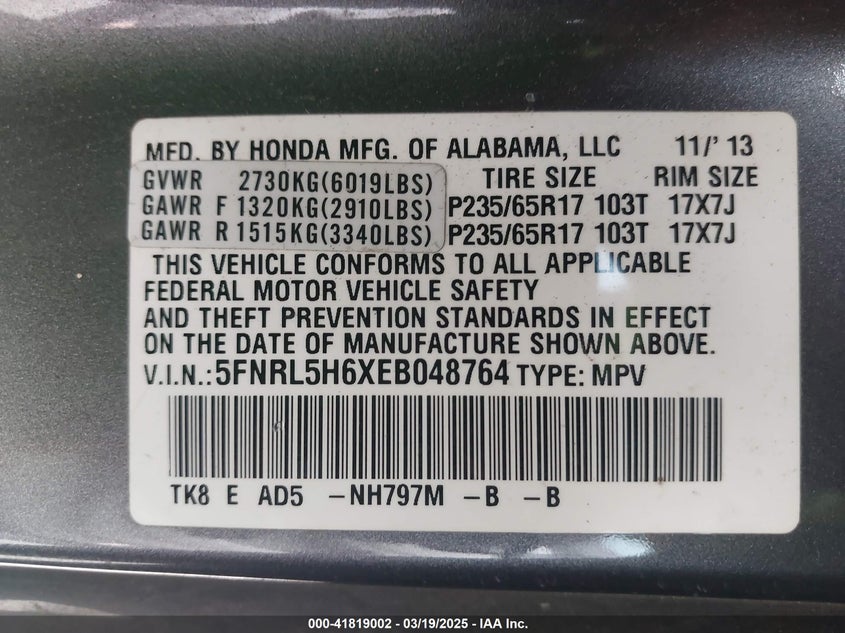 MFD. BY HONDA MFG. OF ALABAMA, LLC 11/' 13
GVWR 2730KG(6019LBS) TIRE SIZE RIM SIZE
GAWR F 1320KG(2910LBS) P235/65R17 103T 17X7J
GAWR R 1515KG(3340LBS) P235/65R17 103T 17X7J
THIS VEHICLE CONFORMS TO ALL APPLICABLE
FEDERAL MOTOR VEHICLE SAFETY
AND THEFT PREVENTION STANDARDS IN EFFECT
ON THE DATE OF MANUFACTURE SHOWN ABOVE.
V.I.N.:5FNRL5H6XEB048764 TYPE: MPV
TK8 E AD5 -NH797M -B -B
000-41819002 - 03/19/2025 - IAA Inc.